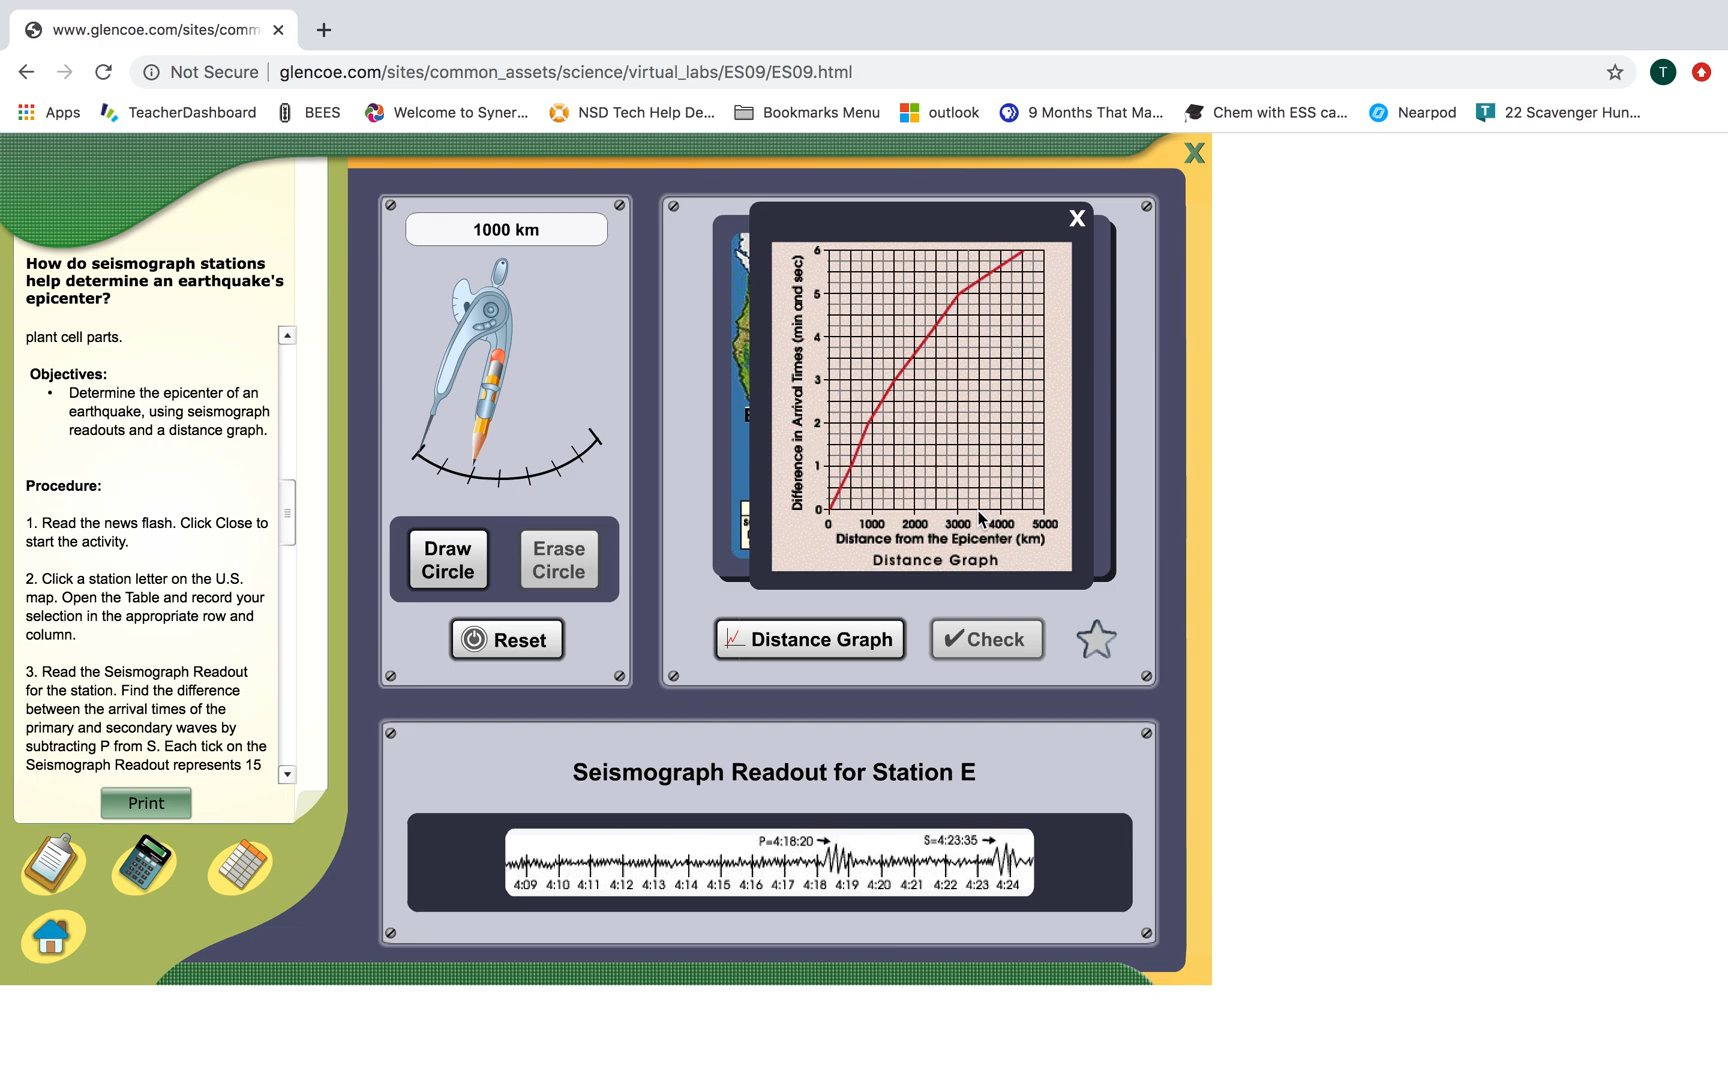 www.glencoe.com/sites/comm
Not Secure
glencoe.com/sites/common_assets/science/virtual_labs/ES09/ES09.html
T
Apps
TeacherDashboard
BEES
Welcome to Syner...
NSD Tech Help De...
Bookmarks Menu
outlook
9 Months That Ma...
Chem with ESS ca...
Nearpod
T
22 Scavenger Hun...
X
How do seismograph stations
help determine an earthquake's
epicenter?
plant cell parts.
Objectives:
• Determine the epicenter of an
earthquake, using seismograph
readouts and a distance graph.
Procedure:
1. Read the news flash. Click Close to
start the activity.
2. Click a station letter on the U.S.
map. Open the Table and record your
selection in the appropriate row and
column.
3. Read the Seismograph Readout
for the station. Find the difference
between the arrival times of the
primary and secondary waves by
subtracting P from S. Each tick on the
Seismograph Readout represents 15
Print
1000 km
Draw
Circle
Erase
Circle
Reset
X
Difference in Arrival Times (min and sec)
6
5
4
3
2
1
0
0 1000 2000 3000 4000 5000
Distance from the Epicenter (km)
Distance Graph
Distance Graph
Check
Seismograph Readout for Station E
P=4:18:20 S=4:23:35
4:09 4:10 4:11 4:12 4:13 4:14 4:15 4:16 4:17 4:18 4:19 4:20 4:21 4:22 4:23 4:24